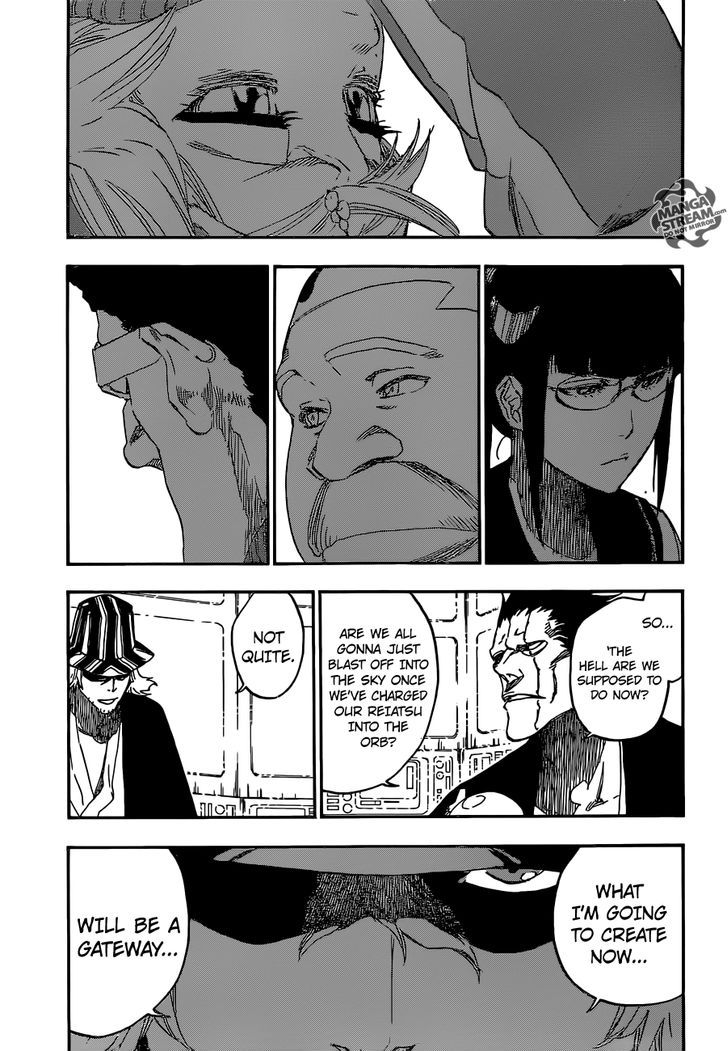 MANGA
STREAM.com
DO NOT MIRROR
SO...
'THE
HELL ARE WE
SUPPOSED TO
DO NOW?
ARE WE ALL
GONNA JUST
BLAST OFF INTO
THE SKY ONCE
WE'VE CHARGED
OUR REIATSU
INTO THE
ORB?
NOT
QUITE.
WHAT
I'M GOING
TO CREATE
NOW...
WILL BE A
GATEWAY...